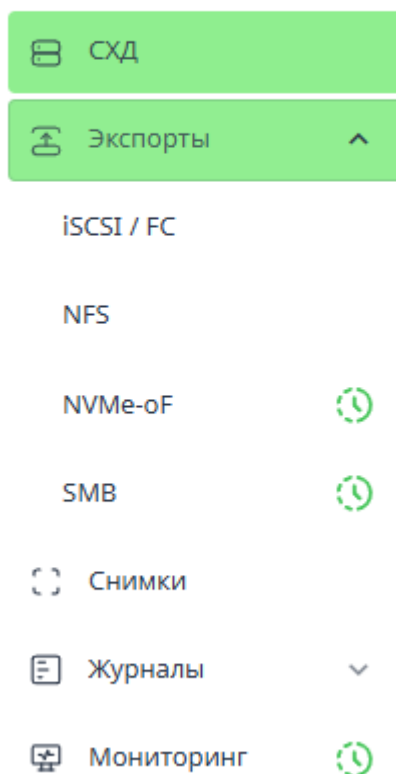 СХД
Экспорты
iSCSI / FC
NFS
NVMe-oF
SMB
Снимки
Журналы
Мониторинг